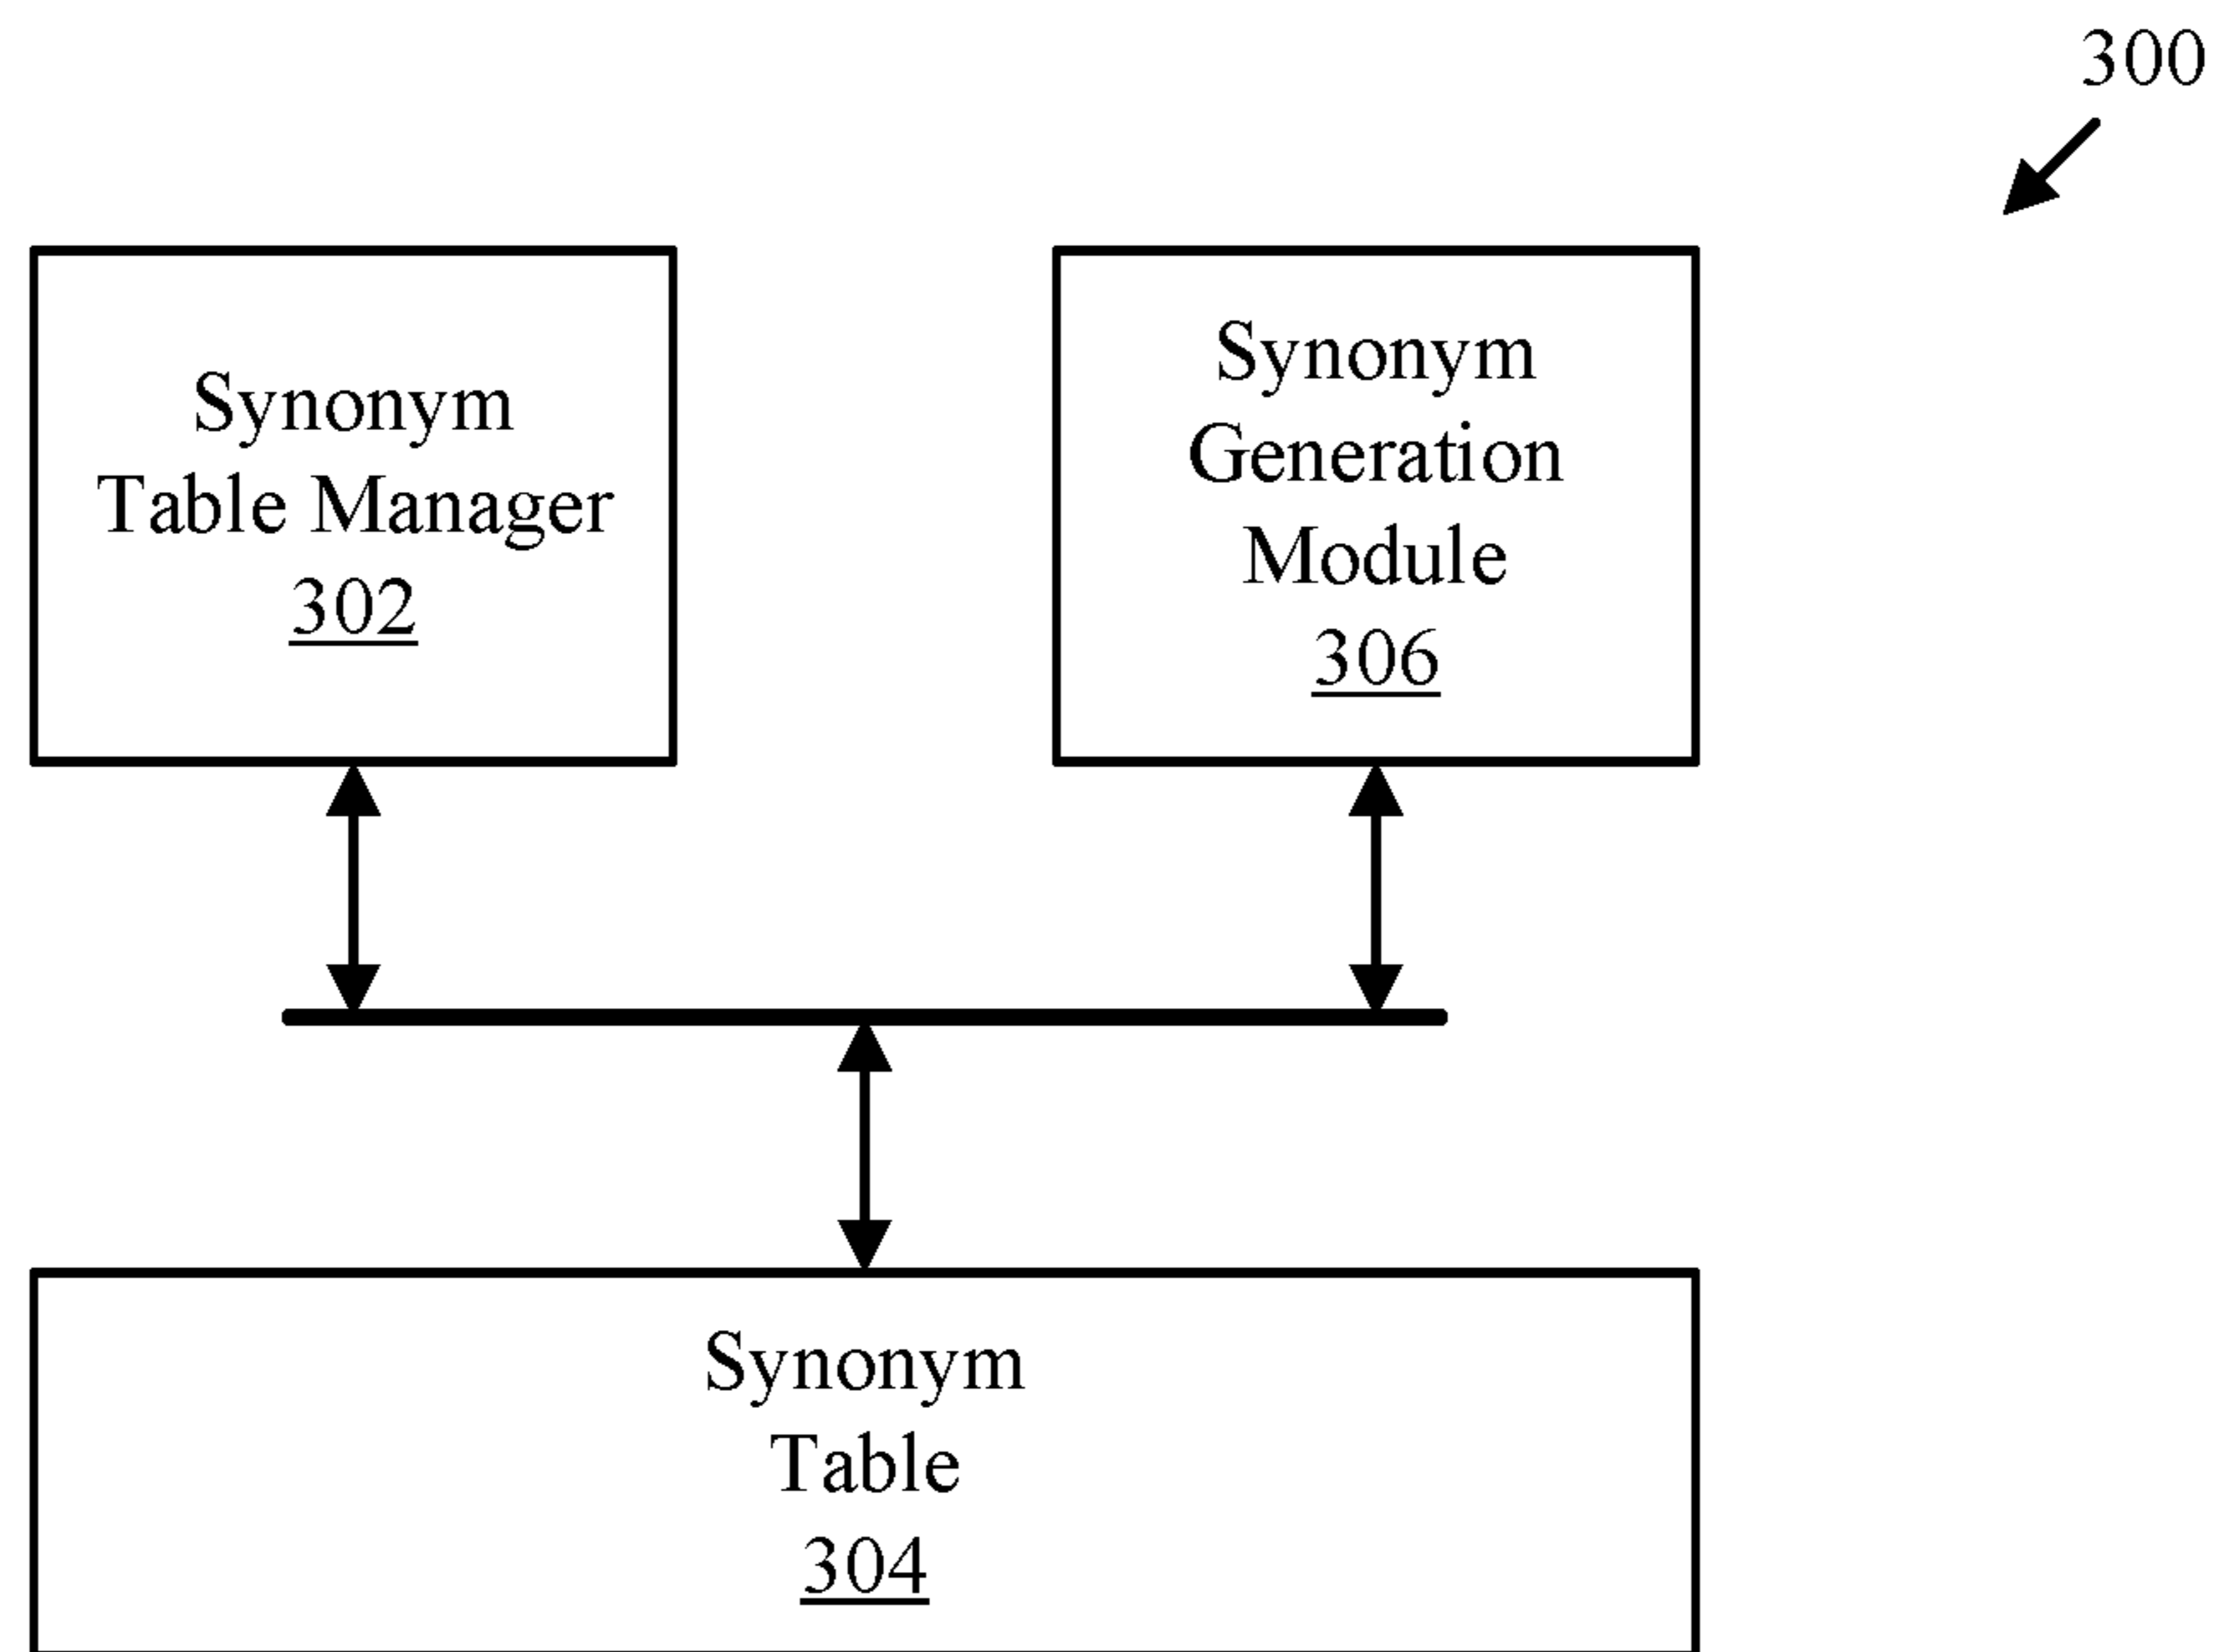 300
Synonym
Table Manager
302
Synonym
Generation
Module
306
Synonym
Table
304